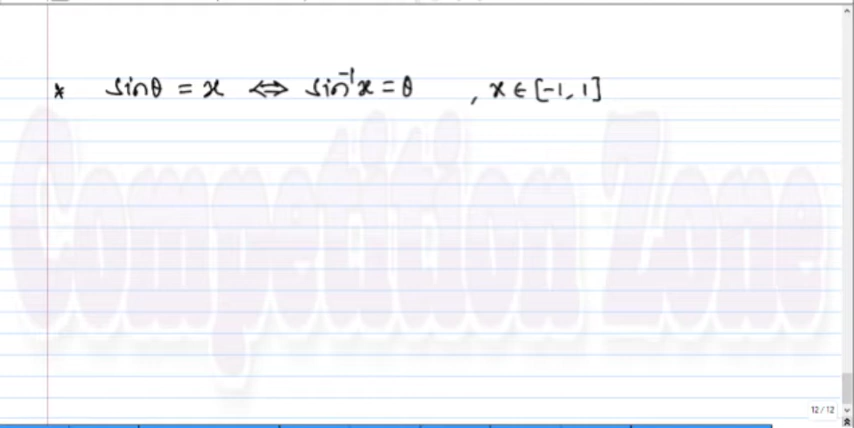 * sinθ = x ⇔ sin⁻¹x = θ , x ∈ [-1, 1]
Competition Zone
12 / 12